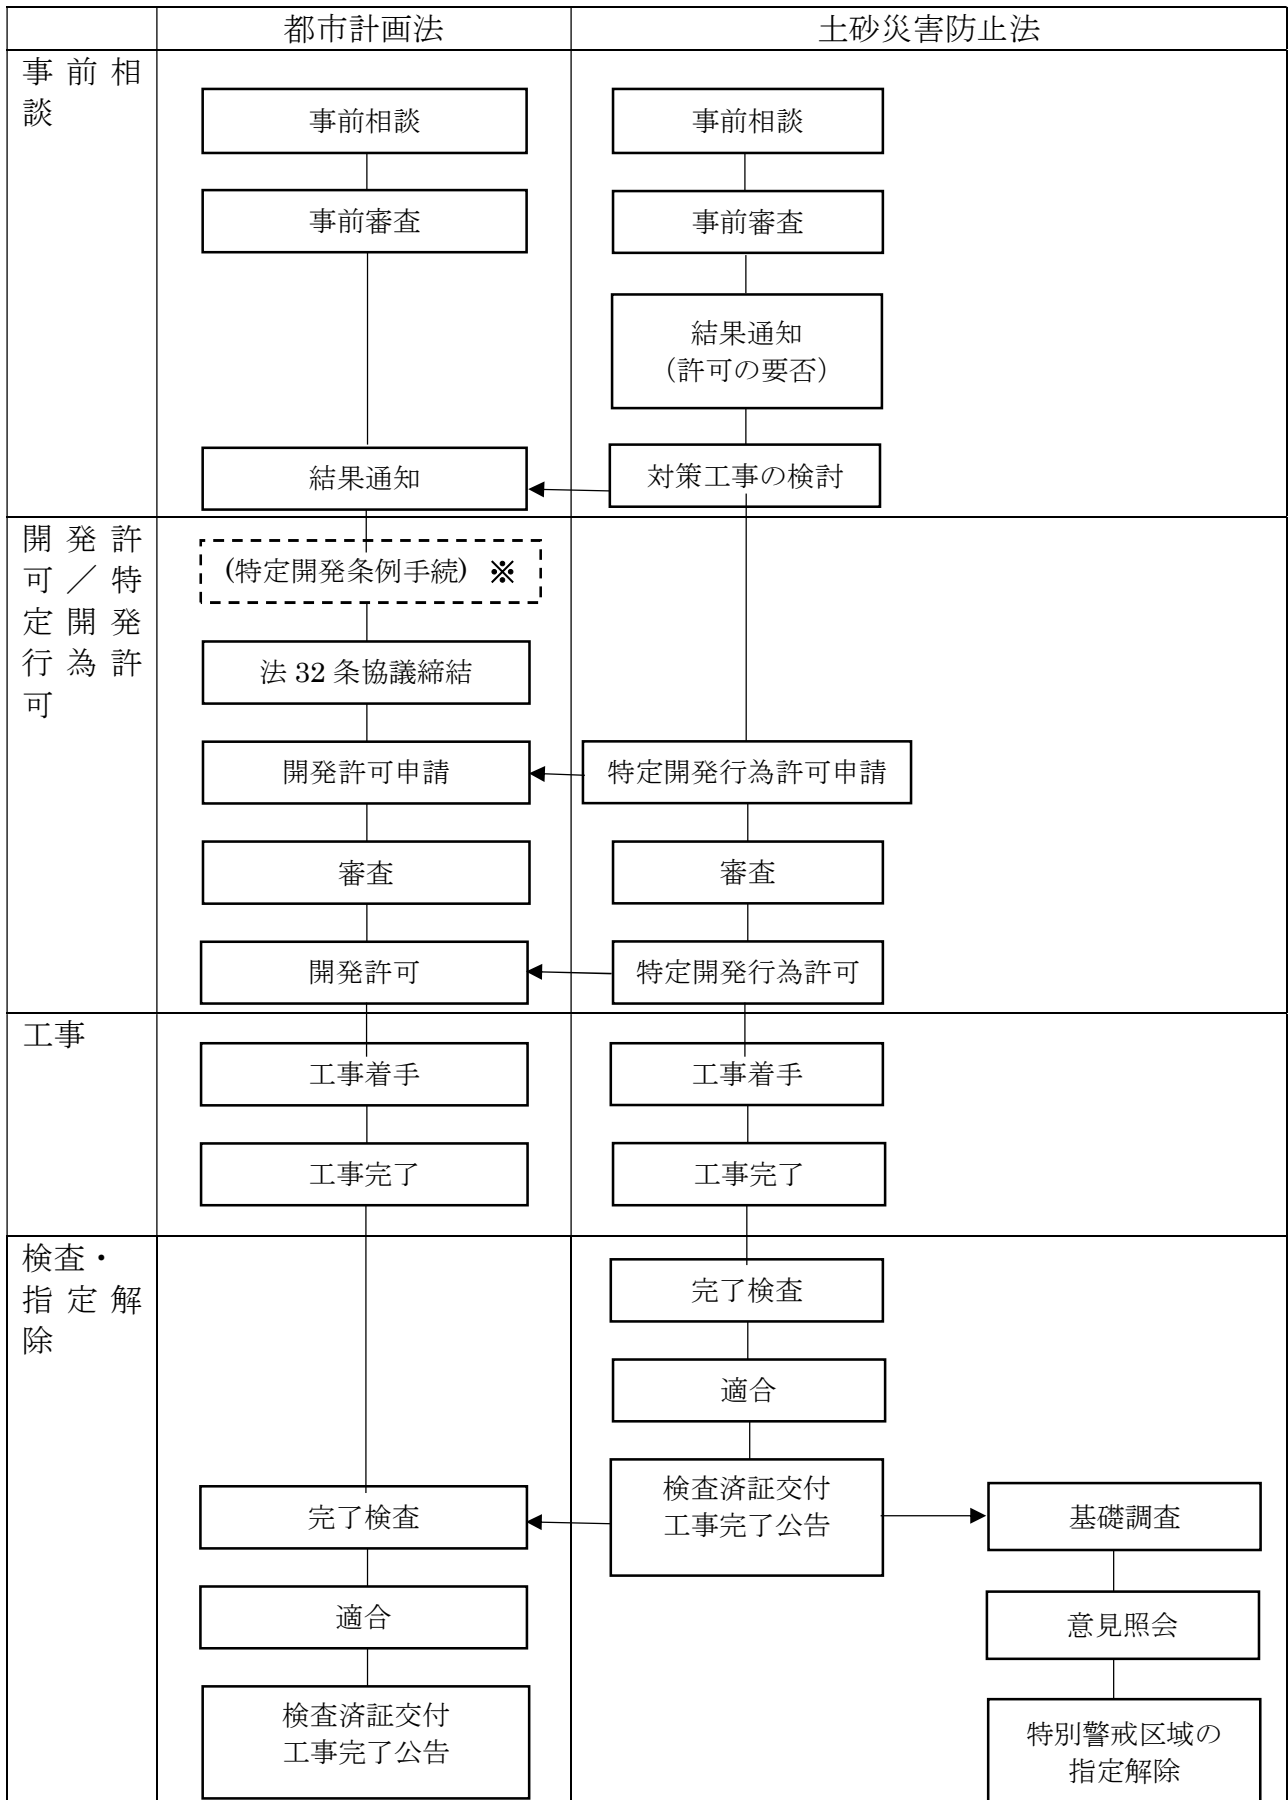 都市計画法
土砂災害防止法
事前相
談
事前相談
事前相談
事前審査
事前審査
結果通知
（許可の要否）
結果通知
対策工事の検討
開発許
可／特
定開発
行為許
可
(特定開発条例手続) ※
法 32 条協議締結
開発許可申請
特定開発行為許可申請
審査
審査
開発許可
特定開発行為許可
工事
工事着手
工事着手
工事完了
工事完了
検査・
指定解
除
完了検査
適合
検査済証交付
工事完了公告
完了検査
基礎調査
適合
意見照会
検査済証交付
工事完了公告
特別警戒区域の
指定解除